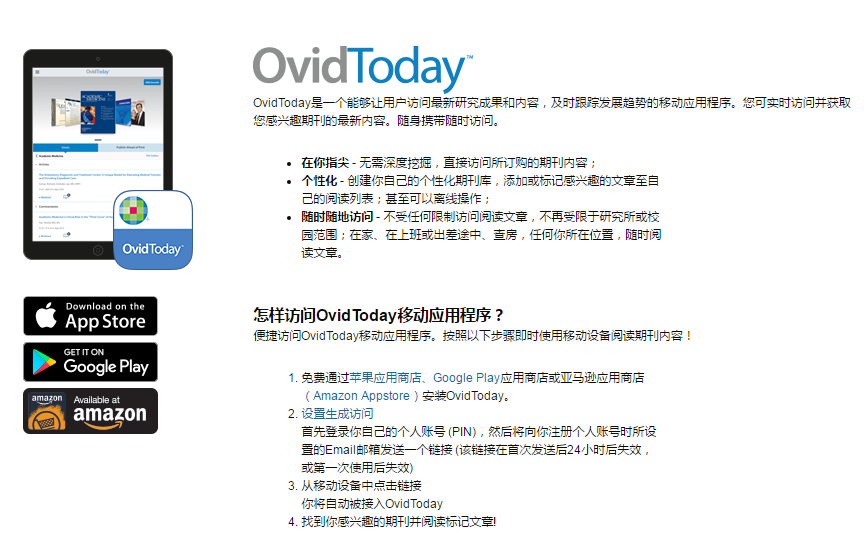 OvidToday™
OvidToday是一个能够让用户访问最新研究成果和内容，及时跟踪发展趋势的移动应用程序。您可实时访问并获取
您感兴趣期刊的最新内容。随身携带随时访问。
• 在你指尖 - 无需深度挖掘，直接访问所订购的期刊内容；
• 个性化 - 创建你自己的个性化期刊库，添加或标记感兴趣的文章至自
己的阅读列表；甚至可以离线操作；
• 随时随地访问 - 不受任何限制访问阅读文章，不再受限于研究所或校
园范围；在家、在上班或出差途中、查房，任何你所在位置，随时阅
读文章。
OvidToday
OvidToday
Download on the
App Store
GET IT ON
Google Play
amazon
Available at
amazon
怎样访问OvidToday移动应用程序？
便捷访问OvidToday移动应用程序。按照以下步骤即时使用移动设备阅读期刊内容！
1. 免费通过苹果应用商店、Google Play应用商店或亚马逊应用商店
（Amazon Appstore）安装OvidToday。
2. 设置生成访问
首先登录你自己的个人账号 (PIN)，然后将向你注册个人账号时所设
置的Email邮箱发送一个链接 (该链接在首次发送后24小时后失效，
或第一次使用后失效)
3. 从移动设备中点击链接
你将自动被接入OvidToday
4. 找到你感兴趣的期刊并阅读标记文章!